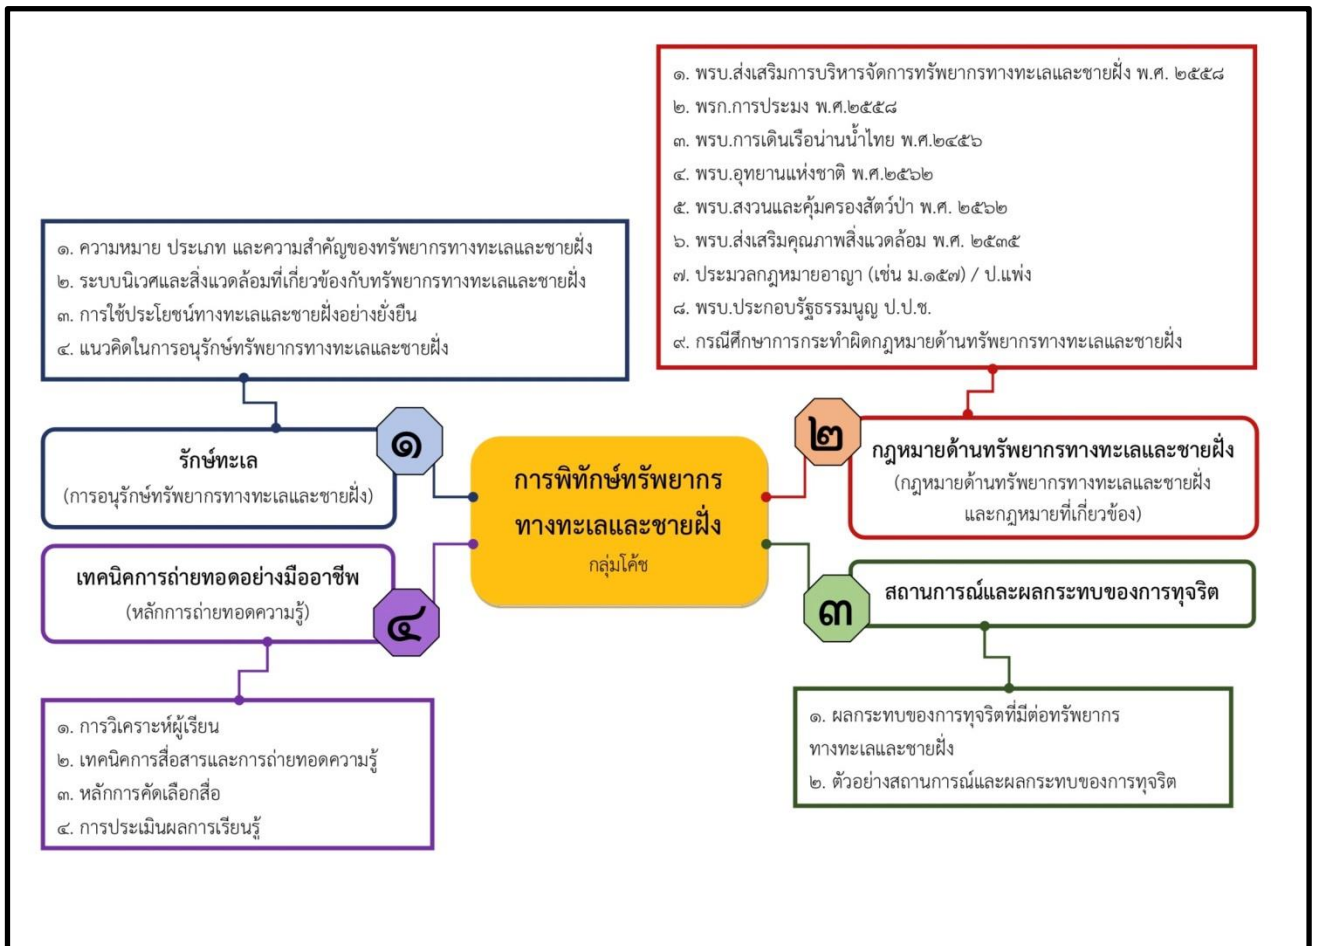 ๑. ความหมาย ประเภท และความสำคัญของทรัพยากรทางทะเลและชายฝั่ง
๒. ระบบนิเวศและสิ่งแวดล้อมที่เกี่ยวข้องกับทรัพยากรทางทะเลและชายฝั่ง
๓. การใช้ประโยชน์ทางทะเลและชายฝั่งอย่างยั่งยืน
๔. แนวคิดในการอนุรักษ์ทรัพยากรทางทะเลและชายฝั่ง
๑
รักษ์ทะเล
(การอนุรักษ์ทรัพยากรทางทะเลและชายฝั่ง)
๑. พรบ.ส่งเสริมการบริหารจัดการทรัพยากรทางทะเลและชายฝั่ง พ.ศ. ๒๕๕๘
๒. พรก.การประมง พ.ศ.๒๕๕๘
๓. พรบ.การเดินเรือน่านน้ำไทย พ.ศ.๒๔๕๖
๔. พรบ.อุทยานแห่งชาติ พ.ศ.๒๕๖๒
๕. พรบ.สงวนและคุ้มครองสัตว์ป่า พ.ศ. ๒๕๖๒
๖. พรบ.ส่งเสริมคุณภาพสิ่งแวดล้อม พ.ศ. ๒๕๓๕
๗. ประมวลกฎหมายอาญา (เช่น ม.๑๕๗) / ป.แพ่ง
๘. พรบ.ประกอบรัฐธรรมนูญ ป.ป.ช.
๙. กรณีศึกษาการกระทำผิดกฎหมายด้านทรัพยากรทางทะเลและชายฝั่ง
๒
กฎหมายด้านทรัพยากรทางทะเลและชายฝั่ง
(กฎหมายด้านทรัพยากรทางทะเลและชายฝั่ง
และกฎหมายที่เกี่ยวข้อง)
การพิทักษ์ทรัพยากร
ทางทะเลและชายฝั่ง
กลุ่มโค้ช
เทคนิคการถ่ายทอดอย่างมืออาชีพ
(หลักการถ่ายทอดความรู้)
๔
๑. การวิเคราะห์ผู้เรียน
๒. เทคนิคการสื่อสารและการถ่ายทอดความรู้
๓. หลักการคัดเลือกสื่อ
๔. การประเมินผลการเรียนรู้
๓
สถานการณ์และผลกระทบของการทุจริต
๑. ผลกระทบของการทุจริตที่มีต่อทรัพยากร
ทางทะเลและชายฝั่ง
๒. ตัวอย่างสถานการณ์และผลกระทบของการทุจริต